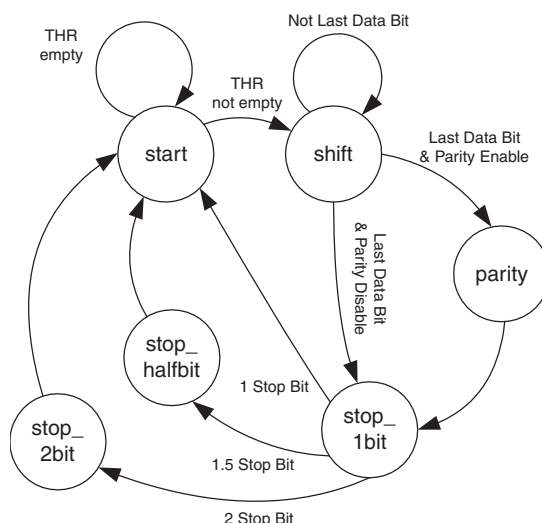 THR
empty
Not Last Data Bit
THR
not empty
start
shift
Last Data Bit
& Parity Enable
Last Data Bit
& Parity Disable
parity
stop_
halfbit
1 Stop Bit
stop_
1bit
stop_
2bit
1.5 Stop Bit
2 Stop Bit